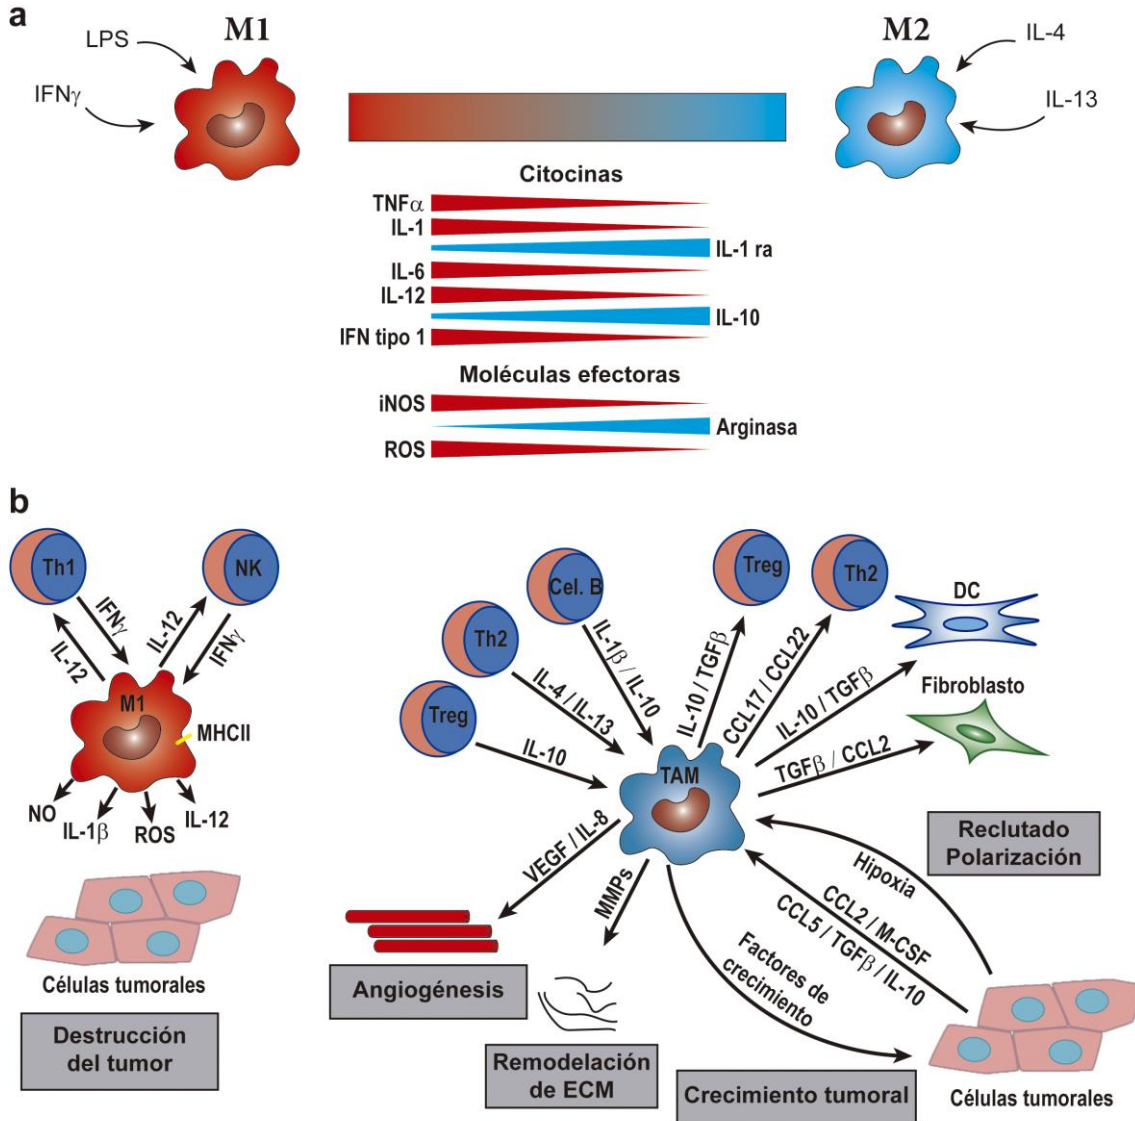 a
LPS
IFNγ
M1
M2
IL-4
IL-13
Citocinas
TNFα
IL-1
IL-1 ra
IL-6
IL-12
IL-10
IFN tipo 1
Moléculas efectoras
iNOS
Arginasa
ROS
b
Th1
NK
IFNγ
IL-12
IL-12
IFNγ
M1
MHCII
NO
IL-1β
ROS
IL-12
Células tumorales
Destrucción
del tumor
Treg
Th2
Cel. B
Treg
Th2
DC
Fibroblasto
IL-10
IL-4 / IL-13
IL-1β / IL-10
IL-10 / TGFβ
CCL17 / CCL22
IL-10 / TGFβ
TGFβ / CCL2
TAM
VEGF / IL-8
MMPs
Angiogénesis
Remodelación
de ECM
Factores de
crecimiento
Crecimiento tumoral
Hipoxia
CCL2 / M-CSF
CCL5 / TGFβ / IL-10
Reclutado
Polarización
Células tumorales